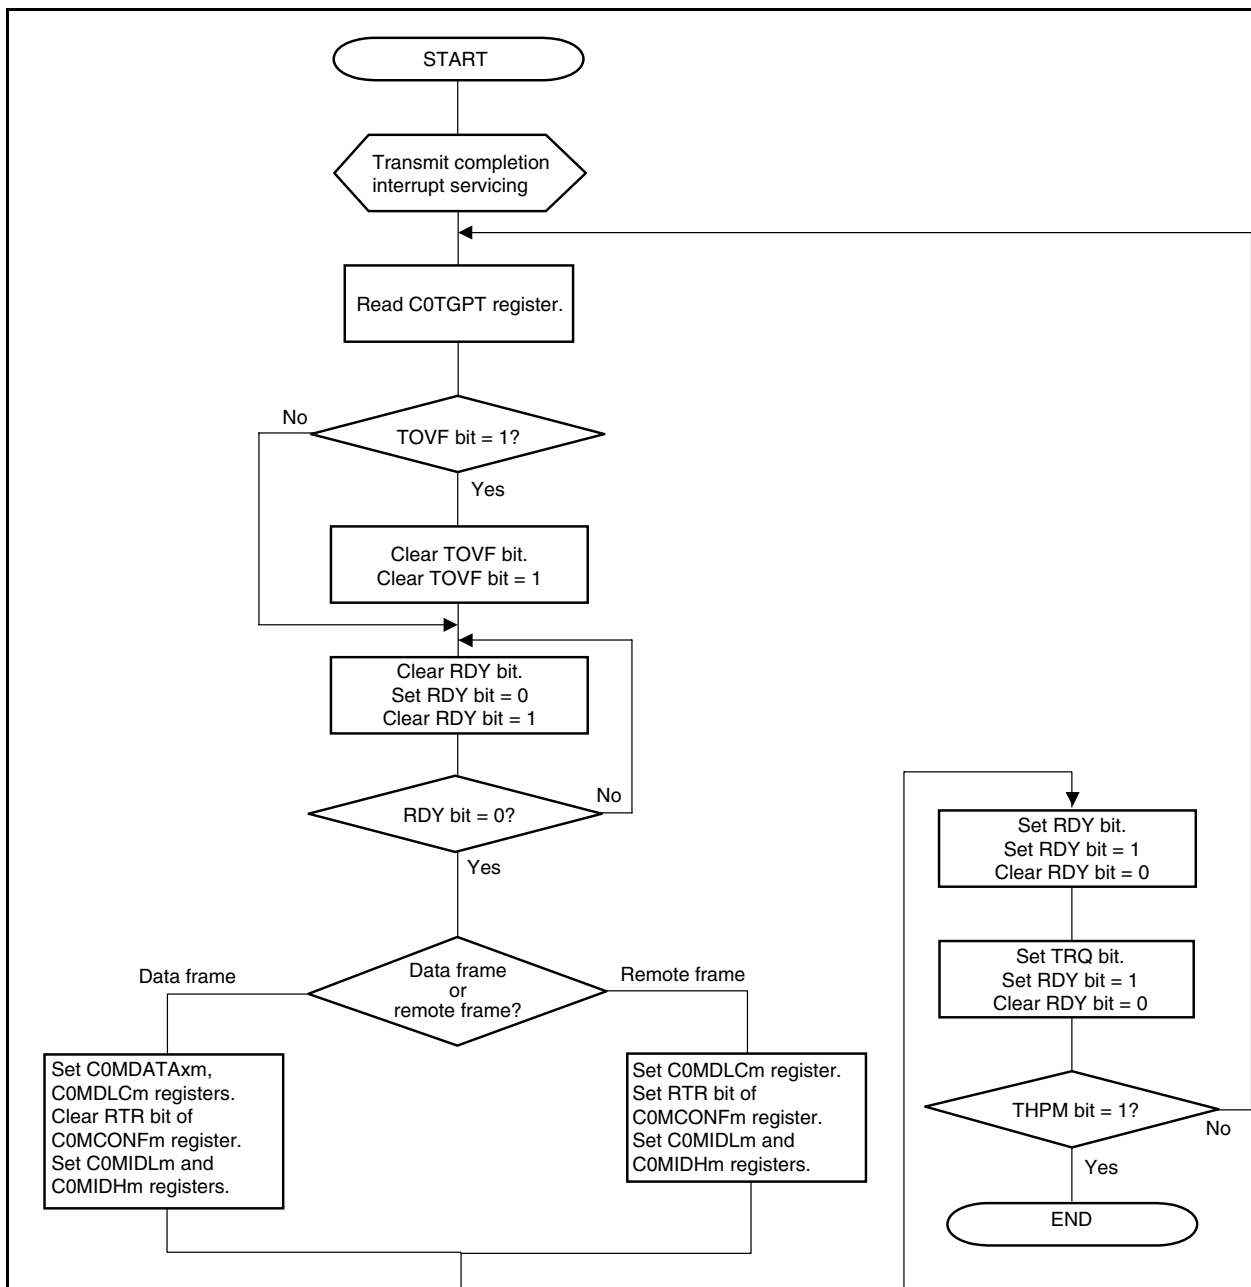 START
Transmit completion
interrupt servicing
Read C0TGPT register.
No
TOVF bit = 1?
Yes
Clear TOVF bit.
Clear TOVF bit = 1
Clear RDY bit.
Set RDY bit = 0
Clear RDY bit = 1
RDY bit = 0?
No
Yes
Data frame
Data frame
or
remote frame?
Remote frame
Set C0MDATAxm,
C0MDLCm registers.
Clear RTR bit of
C0MCONFm register.
Set C0MIDLm and
C0MIDHm registers.
Set C0MDLCm register.
Set RTR bit of
C0MCONFm register.
Set C0MIDLm and
C0MIDHm registers.
Set RDY bit.
Set RDY bit = 1
Clear RDY bit = 0
Set TRQ bit.
Set RDY bit = 1
Clear RDY bit = 0
THPM bit = 1?
No
Yes
END